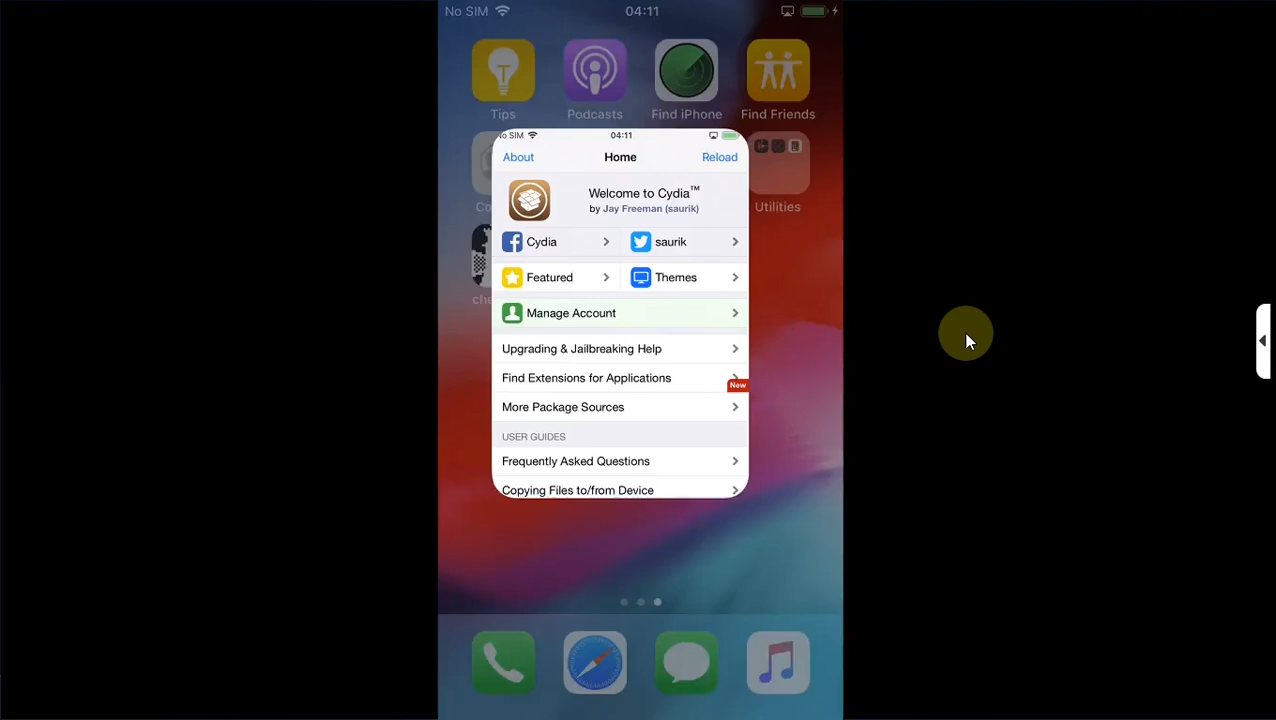 No SIM 04:11
Tips Podcasts Find iPhone Find Friends
No SIM 04:11
About Home Reload
Welcome to Cydia™
by Jay Freeman (saurik)
Utilities
Cydia saurik
Featured Themes
Manage Account
Upgrading & Jailbreaking Help
Find Extensions for Applications
New
More Package Sources
USER GUIDES
Frequently Asked Questions
Copying Files to/from Device